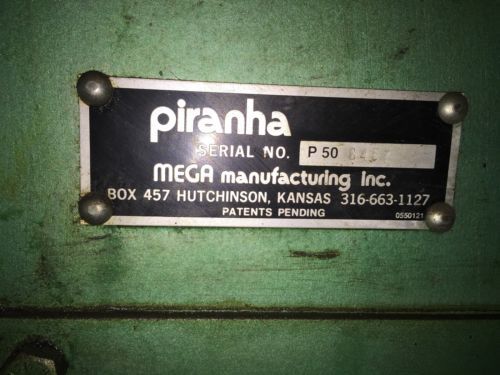 piranha
SERIAL NO. P 50
MEGA manufacturing Inc.
BOX 457 HUTCHINSON, KANSAS 316-663-1127
PATENTS PENDING
0550121